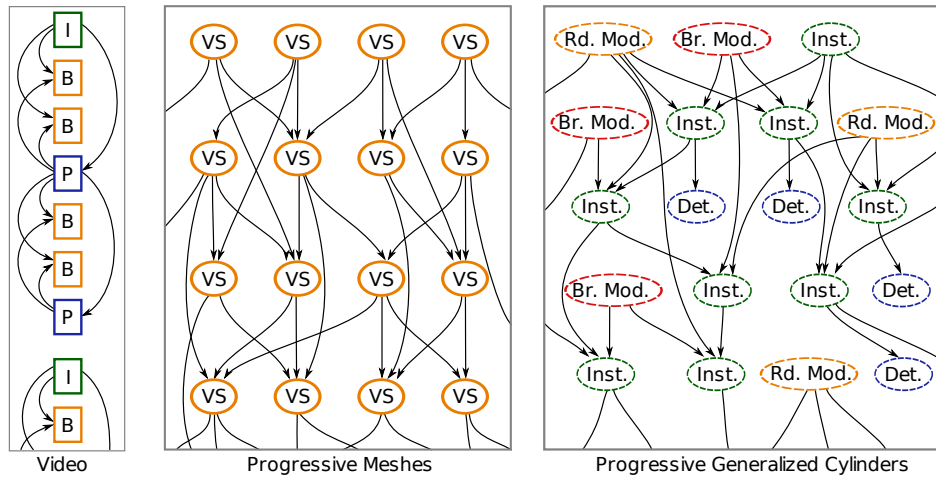 I
B
B
P
B
B
P
I
B
Video
VS VS VS VS
VS VS VS VS
VS VS VS VS
VS VS VS VS
Progressive Meshes
Rd. Mod. Br. Mod. Inst.
Br. Mod. Inst. Inst. Rd. Mod.
Inst. Det. Det. Inst.
Br. Mod. Inst. Inst. Det.
Inst. Inst. Rd. Mod. Det.
Progressive Generalized Cylinders